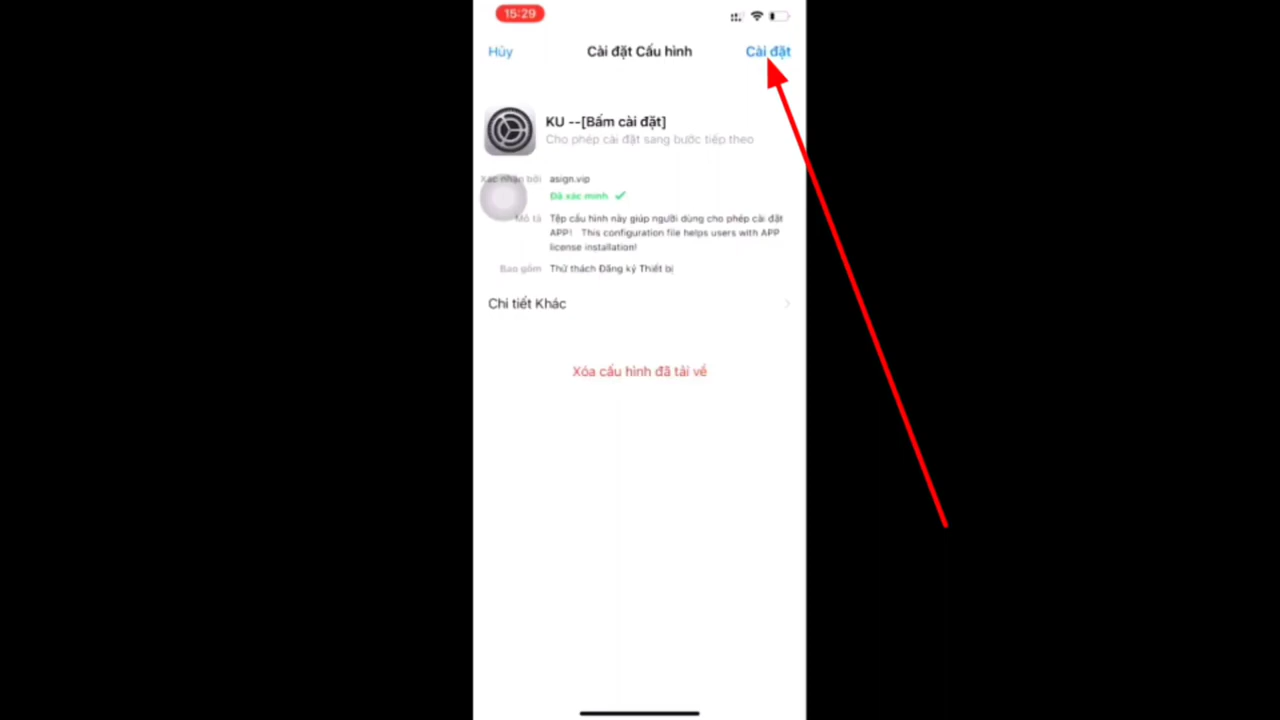 15:29
Hủy
Cài đặt Cấu hình
Cài đặt
KU --[Bấm cài đặt]
Cho phép cài đặt sang bước tiếp theo
Xác nhận bởi asign.vip
Đã xác minh
Mô tả Tệp cấu hình này giúp người dùng cho phép cài đặt
APP! This configuration file helps users with APP
license installation!
Bao gồm Thử thách Đăng ký Thiết bị
Chi tiết Khác
Xóa cấu hình đã tải về